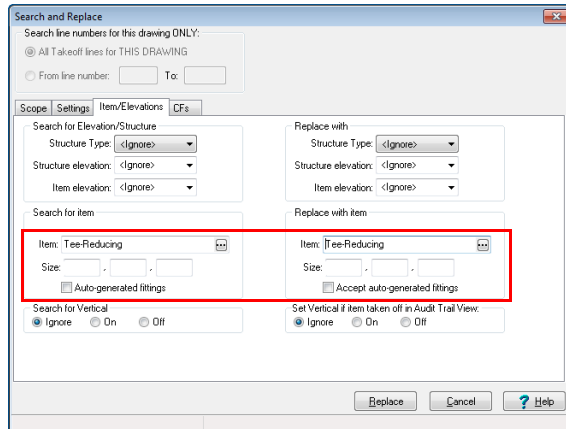 Search and Replace
Search line numbers for this drawing ONLY:
All Takeoff lines for THIS DRAWING
From line number: To:
Scope Settings Item/Elevations CFs
Search for Elevation/Structure Replace with
Structure Type: <Ignore> Structure Type: <Ignore>
Structure elevation: <Ignore> Structure elevation: <Ignore>
Item elevation: <Ignore> Item elevation: <Ignore>
Search for item Replace with item
Item: Tee-Reducing ... Item: Tee-Reducing ...
Size: , , Size: , ,
Auto-generated fittings Accept auto-generated fittings
Search for Vertical Set Vertical if item taken off in Audit Trail View:
Ignore On Off Ignore On Off
Replace Cancel ? Help